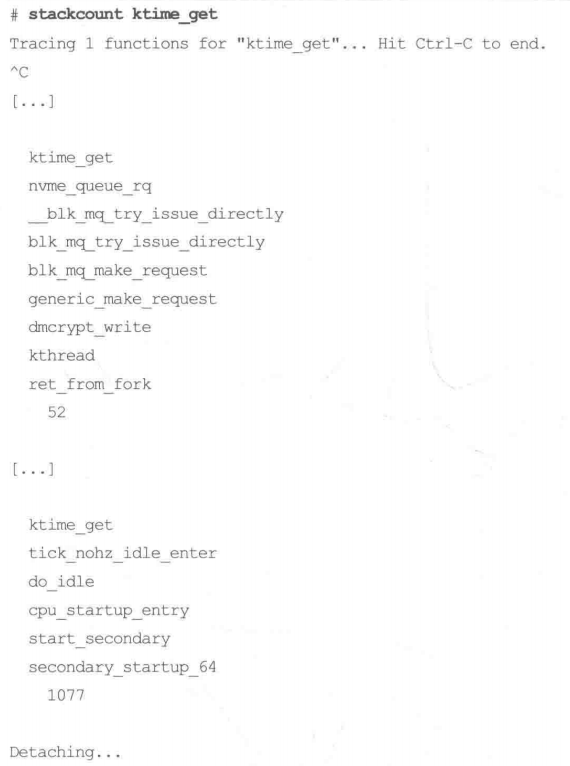 # stackcount ktime_get
Tracing 1 functions for "ktime_get"... Hit Ctrl-C to end.
^C
[...]
ktime_get
nvme_queue_rq
__blk_mq_try_issue_directly
blk_mq_try_issue_directly
blk_mq_make_request
generic_make_request
dmcrypt_write
kthread
ret_from_fork
52
[...]
ktime_get
tick_nohz_idle_enter
do_idle
cpu_startup_entry
start_secondary
secondary_startup_64
1077
Detaching...